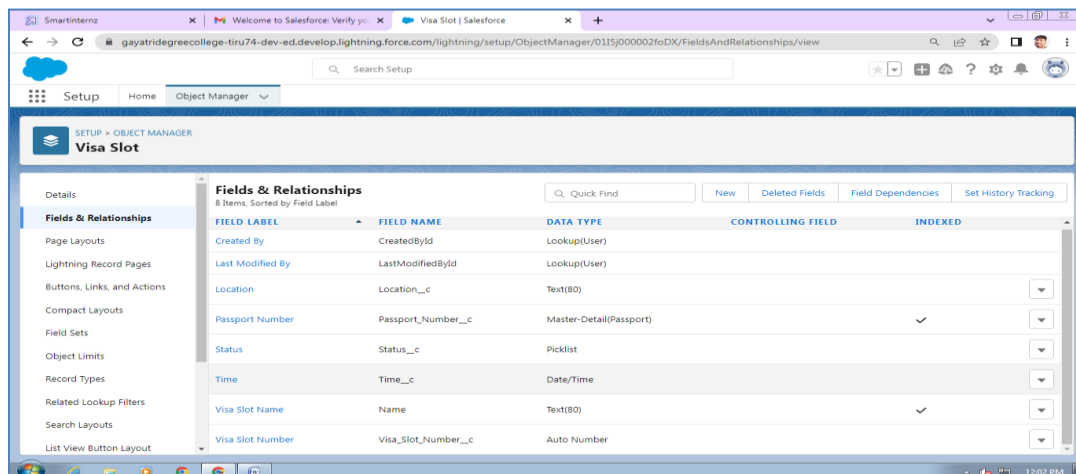 Smartinternz
Welcome to Salesforce: Verify yo
Visa Slot | Salesforce
gayatridegreecollege-tiru74-dev-ed.develop.lightning.force.com/lightning/setup/ObjectManager/01I5j000002foDX/FieldsAndRelationships/view
Search Setup
Setup Home Object Manager
SETUP > OBJECT MANAGER
Visa Slot
Details
Fields & Relationships
Page Layouts
Lightning Record Pages
Buttons, Links, and Actions
Compact Layouts
Field Sets
Object Limits
Record Types
Related Lookup Filters
Search Layouts
List View Button Layout
Fields & Relationships
8 Items, Sorted by Field Label
Quick Find New Deleted Fields Field Dependencies Set History Tracking
FIELD LABEL FIELD NAME DATA TYPE CONTROLLING FIELD INDEXED
Created By CreatedById Lookup(User)
Last Modified By LastModifiedById Lookup(User)
Location Location__c Text(80)
Passport Number Passport_Number__c Master-Detail(Passport)
Status Status__c Picklist
Time Time__c Date/Time
Visa Slot Name Name Text(80)
Visa Slot Number Visa_Slot_Number__c Auto Number
12:02 PM